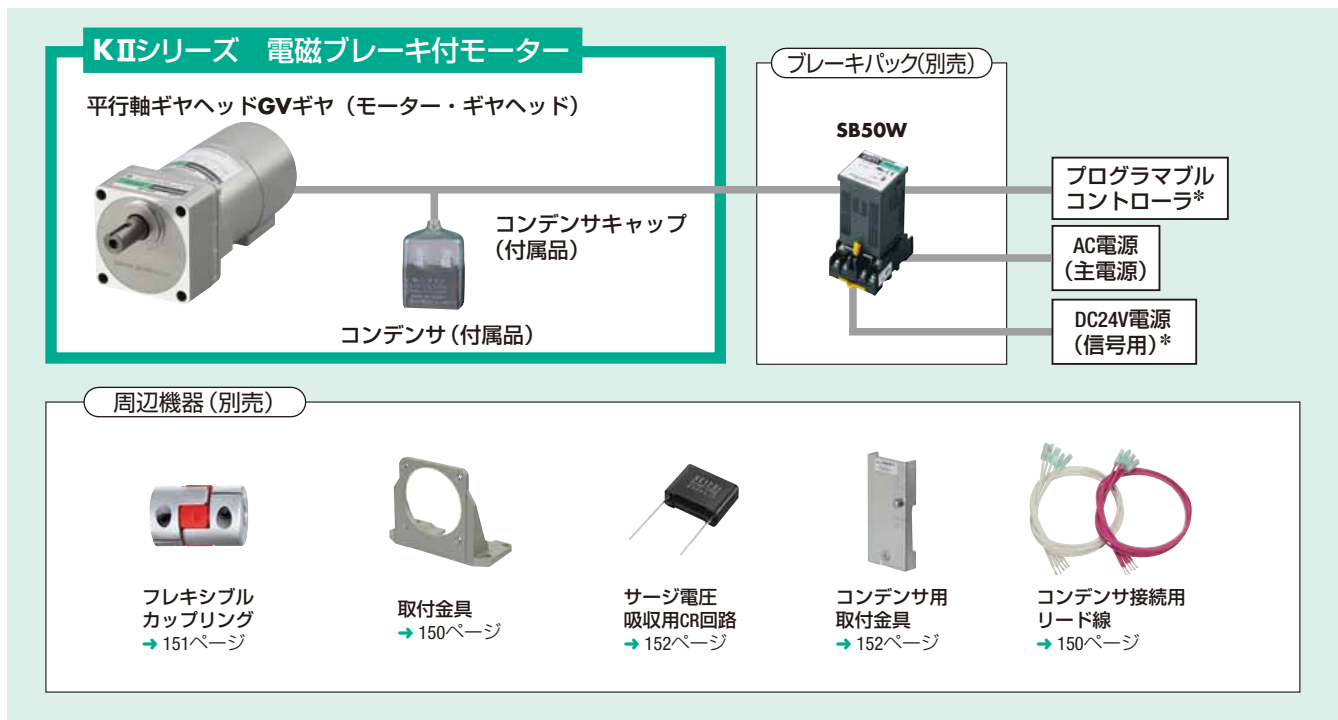 KⅡシリーズ 電磁ブレーキ付モーター
平行軸ギヤヘッドGVギヤ（モーター・ギヤヘッド）
コンデンサキャップ
（付属品）
コンデンサ（付属品）
ブレーキパック（別売）
SB50W
プログラマブル
コントローラ*
AC電源
（主電源）
DC24V電源
（信号用）*
周辺機器（別売）
フレキシブル
カップリング
→ 151ページ
取付金具
→ 150ページ
サージ電圧
吸収用CR回路
→ 152ページ
コンデンサ用
取付金具
→ 152ページ
コンデンサ接続用
リード線
→ 150ページ